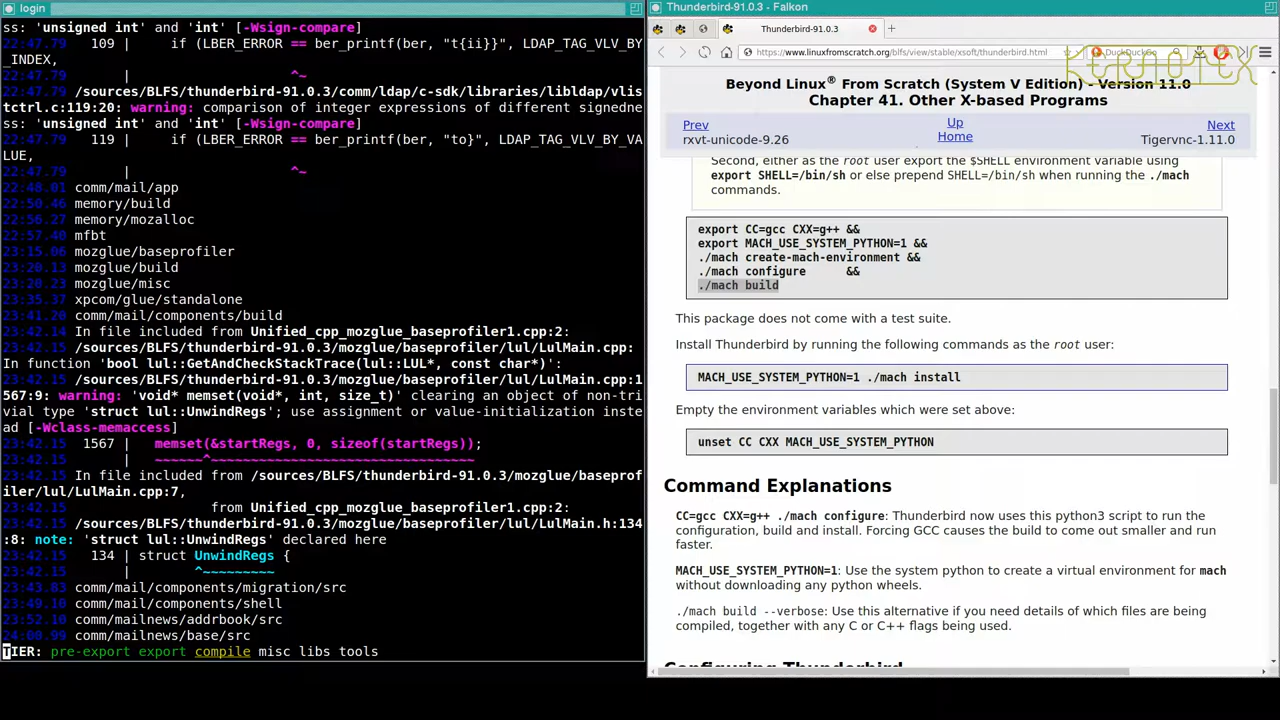 login
ss: 'unsigned int' and 'int' [-Wsign-compare]
22:47.79   109 |     if (LBER_ERROR == ber_printf(ber, "t{ii}}", LDAP_TAG_VLV_BY
_INDEX,
22:47.79       |                    ^~
22:47.79 /sources/BLFS/thunderbird-91.0.3/comm/ldap/c-sdk/libraries/libldap/vlis
tctrl.c:119:20: warning: comparison of integer expressions of different signedne
ss: 'unsigned int' and 'int' [-Wsign-compare]
22:47.79   119 |     if (LBER_ERROR == ber_printf(ber, "to}", LDAP_TAG_VLV_BY_VA
LUE,
22:47.79       |                    ^~
22:48.01 comm/mail/app
22:50.46 memory/build
22:56.27 memory/mozalloc
22:57.40 mfbt
23:15.06 mozglue/baseprofiler
23:20.13 mozglue/build
23:20.23 mozglue/misc
23:35.37 xpcom/glue/standalone
23:41.20 comm/mail/components/build
23:42.14 In file included from Unified_cpp_mozglue_baseprofiler1.cpp:2:
23:42.15 /sources/BLFS/thunderbird-91.0.3/mozglue/baseprofiler/lul/LulMain.cpp:
In function 'bool lul::GetAndCheckStackTrace(lul::LUL*, const char*)':
23:42.15 /sources/BLFS/thunderbird-91.0.3/mozglue/baseprofiler/lul/LulMain.cpp:1
567:9: warning: 'void* memset(void*, int, size_t)' clearing an object of non-tri
vial type 'struct lul::UnwindRegs'; use assignment or value-initialization inste
ad [-Wclass-memaccess]
23:42.15  1567 |   memset(&startRegs, 0, sizeof(startRegs));
23:42.15       |   ~~~~~~^~~~~~~~~~~~~~~~~~~~~~~~~~~~~
23:42.15 In file included from /sources/BLFS/thunderbird-91.0.3/mozglue/baseprof
iler/lul/LulMain.cpp:7,
23:42.15                  from Unified_cpp_mozglue_baseprofiler1.cpp:2:
23:42.15 /sources/BLFS/thunderbird-91.0.3/mozglue/baseprofiler/lul/LulMain.h:134
:8: note: 'struct lul::UnwindRegs' declared here
23:42.15   134 | struct UnwindRegs {
23:42.15       |        ^~~~~~~~~~
23:43.83 comm/mail/components/migration/src
23:49.10 comm/mail/components/shell
23:52.10 comm/mailnews/addrbook/src
24:00.99 comm/mailnews/base/src
TIER: pre-export export compile misc libs tools
Thunderbird-91.0.3 - Falkon
Thunderbird-91.0.3
https://www.linuxfromscratch.org/blfs/view/stable/xsoft/thunderbird.html
DuckDuckGo
KERNOTEX
Beyond Linux® From Scratch (System V Edition) - Version 11.0
Chapter 41. Other X-based Programs
Prev Up Next
rxvt-unicode-9.26 Home Tigervnc-1.11.0
Second, either as the root user export the $SHELL environment variable using
export SHELL=/bin/sh or else prepend SHELL=/bin/sh when running the ./mach
commands.
export CC=gcc CXX=g++ &&
export MACH_USE_SYSTEM_PYTHON=1 &&
./mach create-mach-environment &&
./mach configure      &&
./mach build
This package does not come with a test suite.
Install Thunderbird by running the following commands as the root user:
MACH_USE_SYSTEM_PYTHON=1 ./mach install
Empty the environment variables which were set above:
unset CC CXX MACH_USE_SYSTEM_PYTHON
Command Explanations
CC=gcc CXX=g++ ./mach configure: Thunderbird now uses this python3 script to run the
configuration, build and install. Forcing GCC causes the build to come out smaller and run
faster.
MACH_USE_SYSTEM_PYTHON=1: Use the system python to create a virtual environment for mach
without downloading any python wheels.
./mach build --verbose: Use this alternative if you need details of which files are being
compiled, together with any C or C++ flags being used.
Configuring Thunderbird